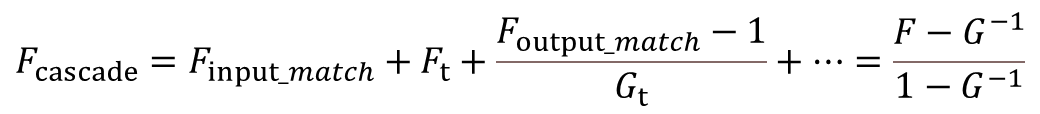 F_cascade = F_input_match + F_t + (F_output_match − 1)/G_t + ⋯ = (F − G⁻¹)/(1 − G⁻¹)